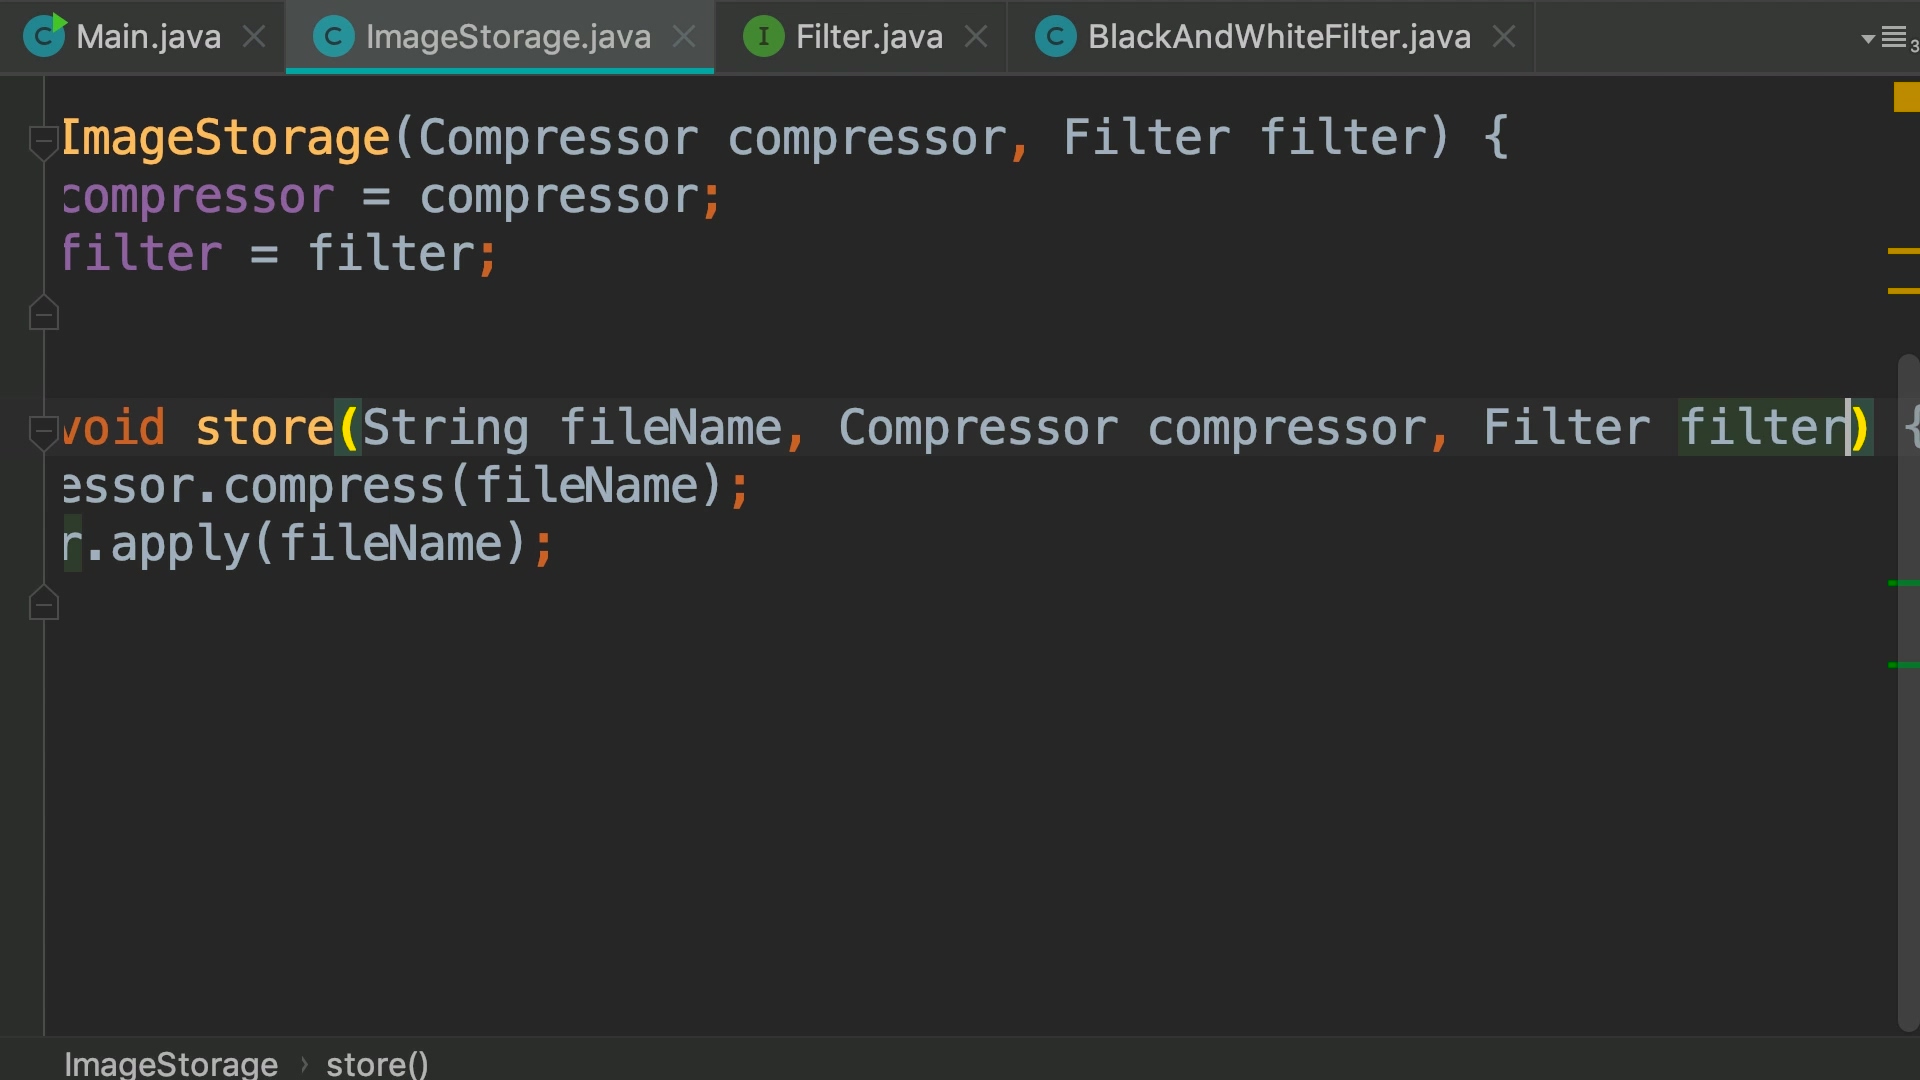 Main.java ImageStorage.java Filter.java BlackAndWhiteFilter.java
ImageStorage(Compressor compressor, Filter filter) {
compressor = compressor;
filter = filter;
void store(String fileName, Compressor compressor, Filter filter) {
essor.compress(fileName);
r.apply(fileName);
ImageStorage › store()